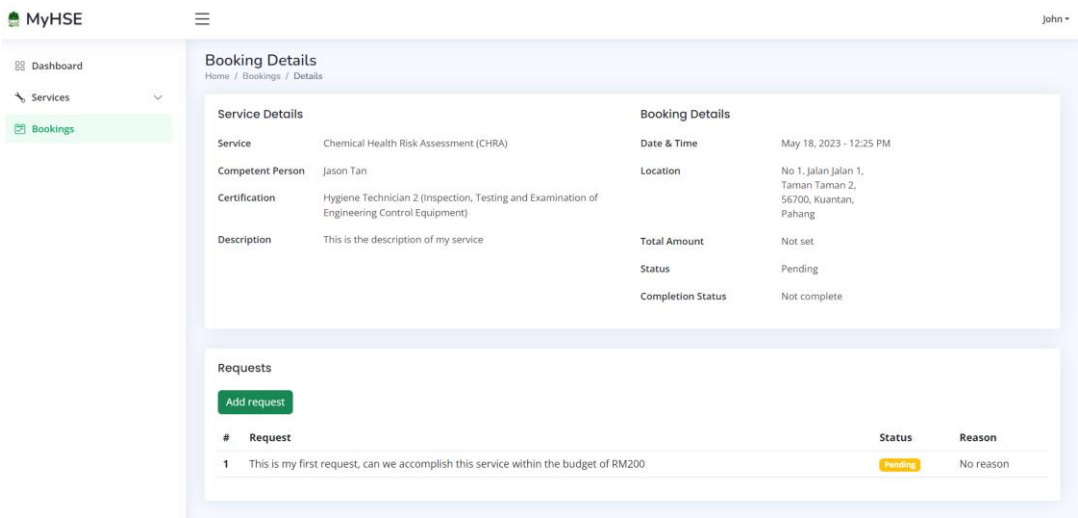 MyHSE
John
Dashboard
Services
Bookings
Booking Details
Home / Bookings / Details
Service Details
Service Chemical Health Risk Assessment (CHRA)
Competent Person Jason Tan
Certification Hygiene Technician 2 (Inspection, Testing and Examination of
Engineering Control Equipment)
Description This is the description of my service
Booking Details
Date & Time May 18, 2023 - 12:25 PM
Location No 1. Jalan Jalan 1,
Taman Taman 2,
56700, Kuantan,
Pahang
Total Amount Not set
Status Pending
Completion Status Not complete
Requests
Add request
# Request Status Reason
1 This is my first request, can we accomplish this service within the budget of RM200 Pending No reason